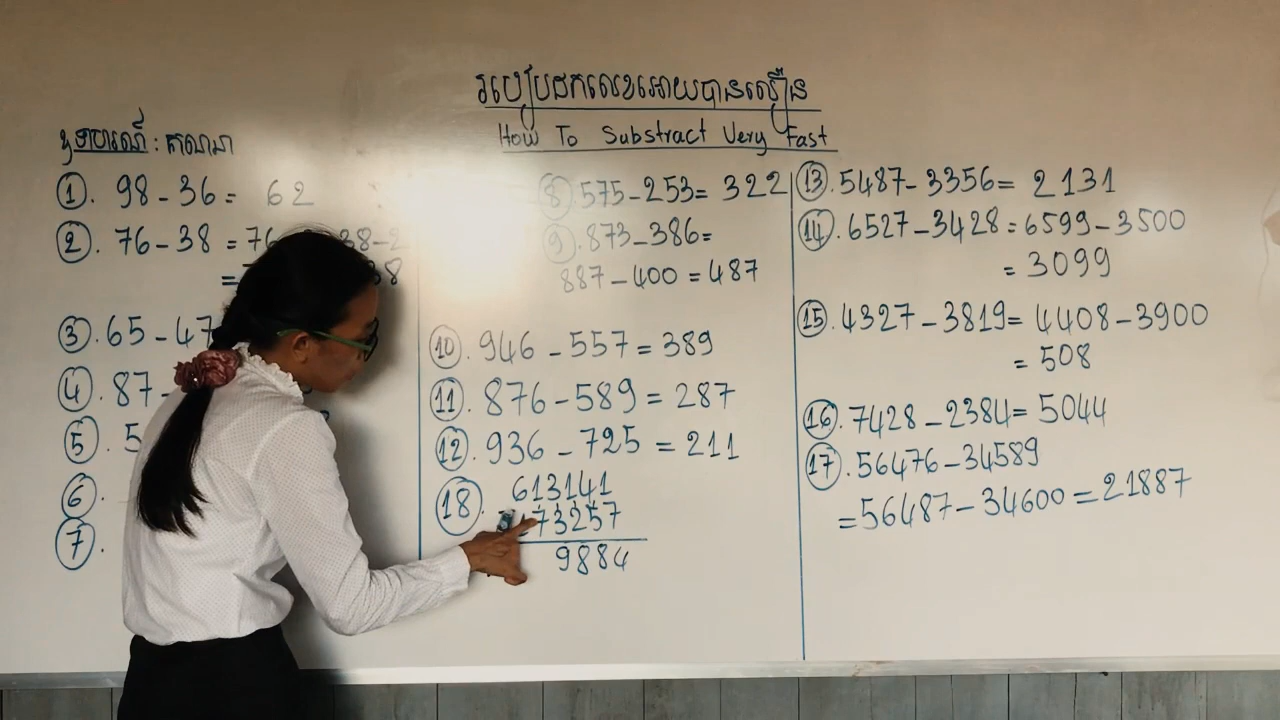 របៀបដកលេខអោយបានលឿន
How To Substract Very Fast
ឧទាហរណ៍ : គណនា
①. 98 - 36 = 62
②. 76 - 38 = 76
=
③. 65 - 47
④. 87 -
⑤. 5
⑥.
⑦.
⑧. 575 - 253 = 322
⑨. 873 - 386 =
887 - 400 = 487
⑩. 946 - 557 = 389
⑪. 876 - 589 = 287
⑫. 936 - 725 = 211
⑱. 613141
73257
9884
⑬. 5487 - 3356 = 2131
⑭. 6527 - 3428 = 6599 - 3500
= 3099
⑮. 4327 - 3819 = 4408 - 3900
= 508
⑯. 7428 - 2384 = 5044
⑰. 56476 - 34589
= 56487 - 34600 = 21887